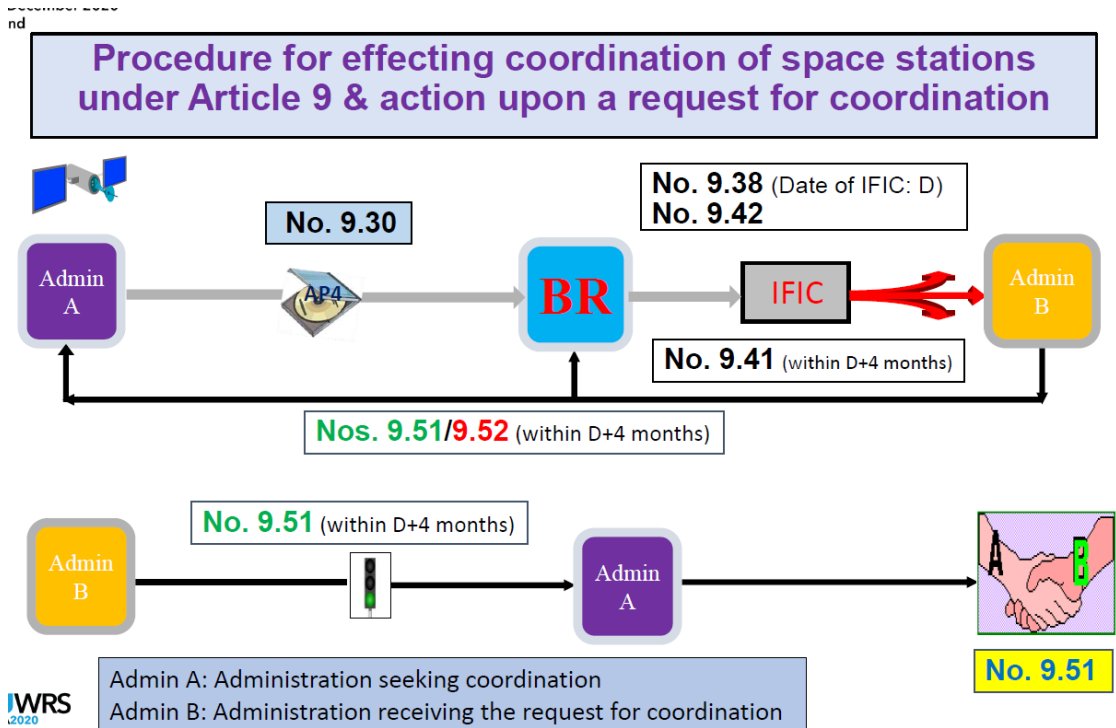 nd
Procedure for effecting coordination of space stations
under Article 9 & action upon a request for coordination
No. 9.38 (Date of IFIC: D)
No. 9.42
No. 9.30
Admin
A
AP4
BR
IFIC
Admin
B
No. 9.41 (within D+4 months)
Nos. 9.51/9.52 (within D+4 months)
No. 9.51 (within D+4 months)
Admin
B
Admin
A
A
B
No. 9.51
Admin A: Administration seeking coordination
Admin B: Administration receiving the request for coordination
WRS
2020